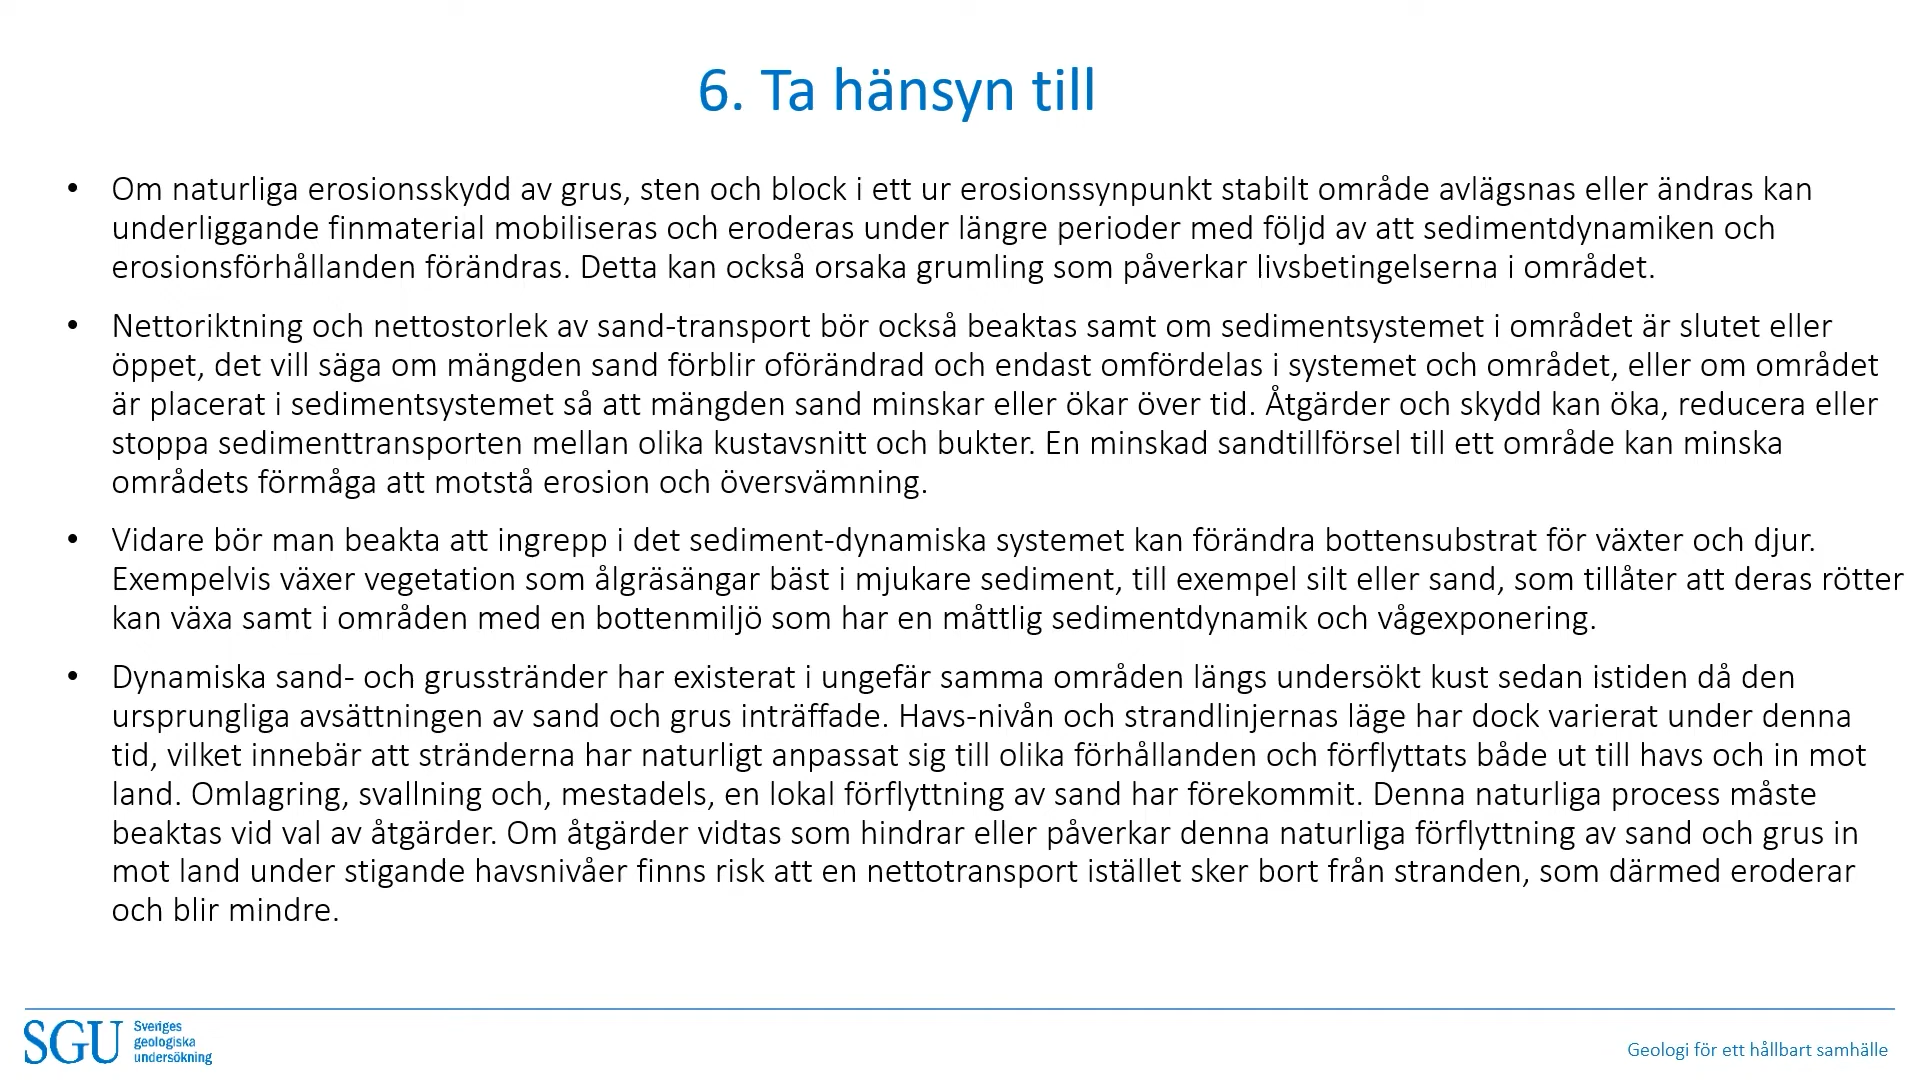 6. Ta hänsyn till
• Om naturliga erosionsskydd av grus, sten och block i ett ur erosionssynpunkt stabilt område avlägsnas eller ändras kan
underliggande finmaterial mobiliseras och eroderas under längre perioder med följd av att sedimentdynamiken och
erosionsförhållanden förändras. Detta kan också orsaka grumling som påverkar livsbetingelserna i området.
• Nettoriktning och nettostorlek av sand-transport bör också beaktas samt om sedimentsystemet i området är slutet eller
öppet, det vill säga om mängden sand förblir oförändrad och endast omfördelas i systemet och området, eller om området
är placerat i sedimentsystemet så att mängden sand minskar eller ökar över tid. Åtgärder och skydd kan öka, reducera eller
stoppa sedimenttransporten mellan olika kustavsnitt och bukter. En minskad sandtillförsel till ett område kan minska
områdets förmåga att motstå erosion och översvämning.
• Vidare bör man beakta att ingrepp i det sediment-dynamiska systemet kan förändra bottensubstrat för växter och djur.
Exempelvis växer vegetation som ålgräsängar bäst i mjukare sediment, till exempel silt eller sand, som tillåter att deras rötter
kan växa samt i områden med en bottenmiljö som har en måttlig sedimentdynamik och vågexponering.
• Dynamiska sand- och grusstränder har existerat i ungefär samma områden längs undersökt kust sedan istiden då den
ursprungliga avsättningen av sand och grus inträffade. Havs-nivån och strandlinjernas läge har dock varierat under denna
tid, vilket innebär att stränderna har naturligt anpassat sig till olika förhållanden och förflyttats både ut till havs och in mot
land. Omlagring, svallning och, mestadels, en lokal förflyttning av sand har förekommit. Denna naturliga process måste
beaktas vid val av åtgärder. Om åtgärder vidtas som hindrar eller påverkar denna naturliga förflyttning av sand och grus in
mot land under stigande havsnivåer finns risk att en nettotransport istället sker bort från stranden, som därmed eroderar
och blir mindre.
SGU
Sveriges
geologiska
undersökning
Geologi för ett hållbart samhälle